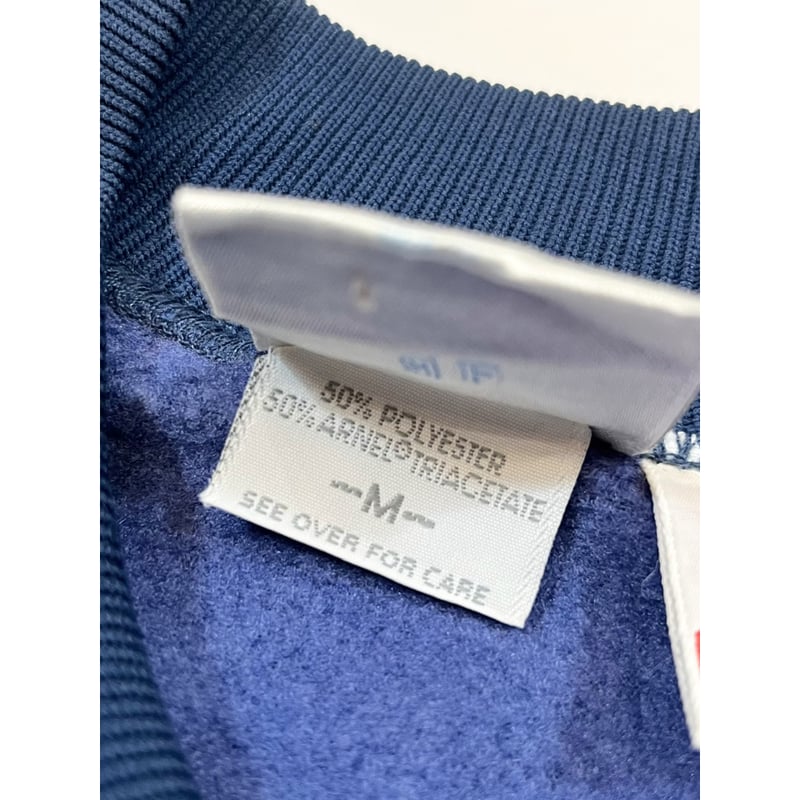 50% POLYESTER
50% ARNEL® TRIACETATE
~M~
SEE OVER FOR CARE